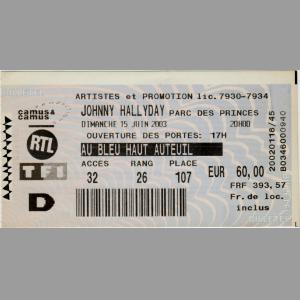 ARTISTES et PROMOTION lic. 7930-7934
camus & camus
JOHNNY HALLYDAY PARC DES PRINCES
DIMANCHE 15 JUIN 2003 20H00
OUVERTURE DES PORTES: 17H
RTL
AU BLEU HAUT AUTEUIL
ACCES RANG PLACE EUR 60,00
TF1
32 26 107
FRF 393,57
D
Fr. de loc. inclus
20020118/45
B03460000940